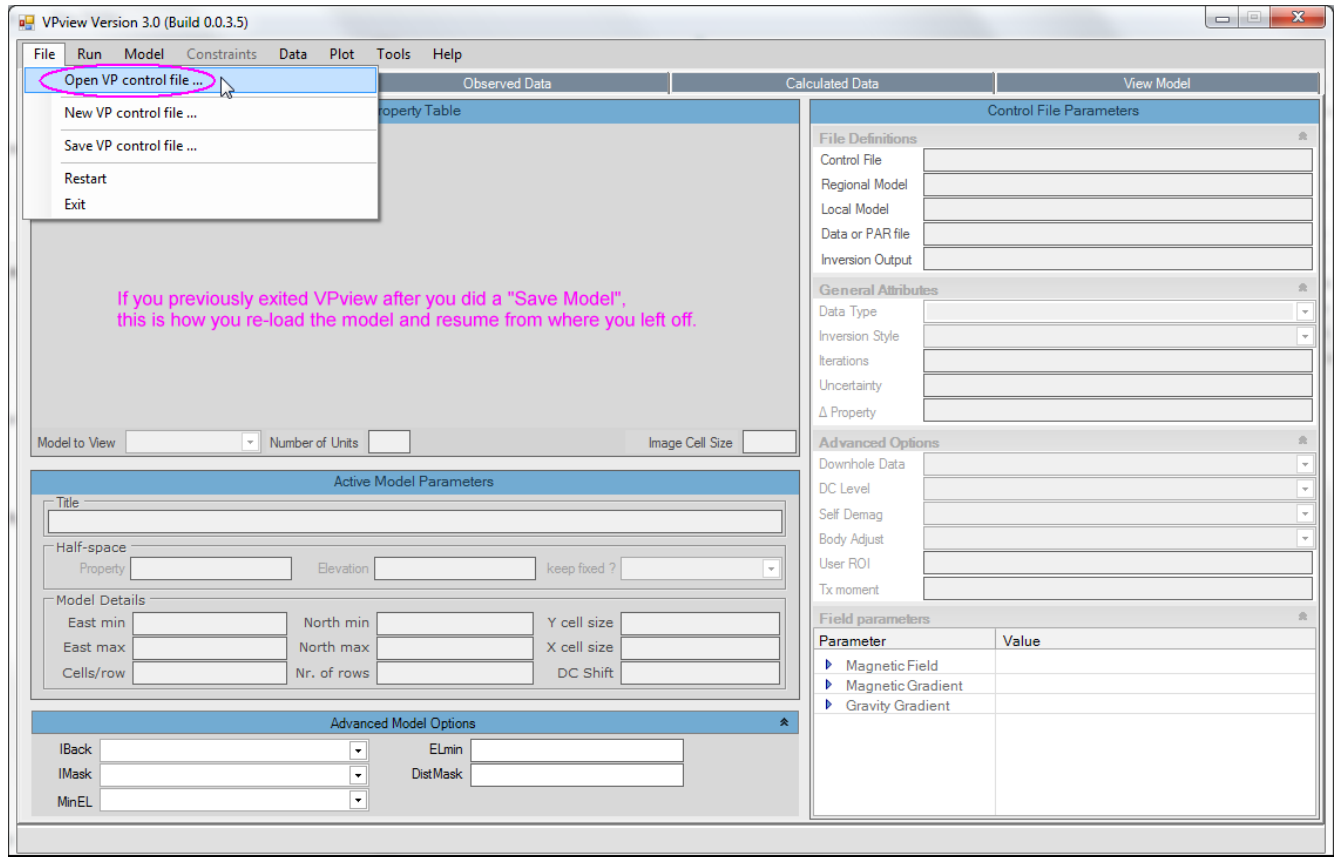 VPview Version 3.0 (Build 0.0.3.5)
File Run Model Constraints Data Plot Tools Help
Open VP control file ...
New VP control file ...
Save VP control file ...
Restart
Exit
Observed Data Calculated Data View Model
roperty Table
If you previously exited VPview after you did a "Save Model",
this is how you re-load the model and resume from where you left off.
Model to View Number of Units Image Cell Size
Active Model Parameters
Title
Half-space
Property Elevation keep fixed ?
Model Details
East min North min Y cell size
East max North max X cell size
Cells/row Nr. of rows DC Shift
Advanced Model Options
IBack ELmin
IMask DistMask
MinEL
Control File Parameters
File Definitions
Control File
Regional Model
Local Model
Data or PAR file
Inversion Output
General Attributes
Data Type
Inversion Style
Iterations
Uncertainty
Δ Property
Advanced Options
Downhole Data
DC Level
Self Demag
Body Adjust
User ROI
Tx moment
Field parameters
Parameter Value
Magnetic Field
Magnetic Gradient
Gravity Gradient